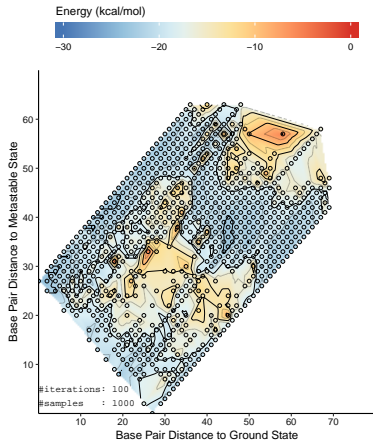 Energy (kcal/mol)
−30 −20 −10 0
Base Pair Distance to Metastable State
60
50
40
30
20
10
#iterations: 100
#samples : 1000
10 20 30 40 50 60 70
Base Pair Distance to Ground State